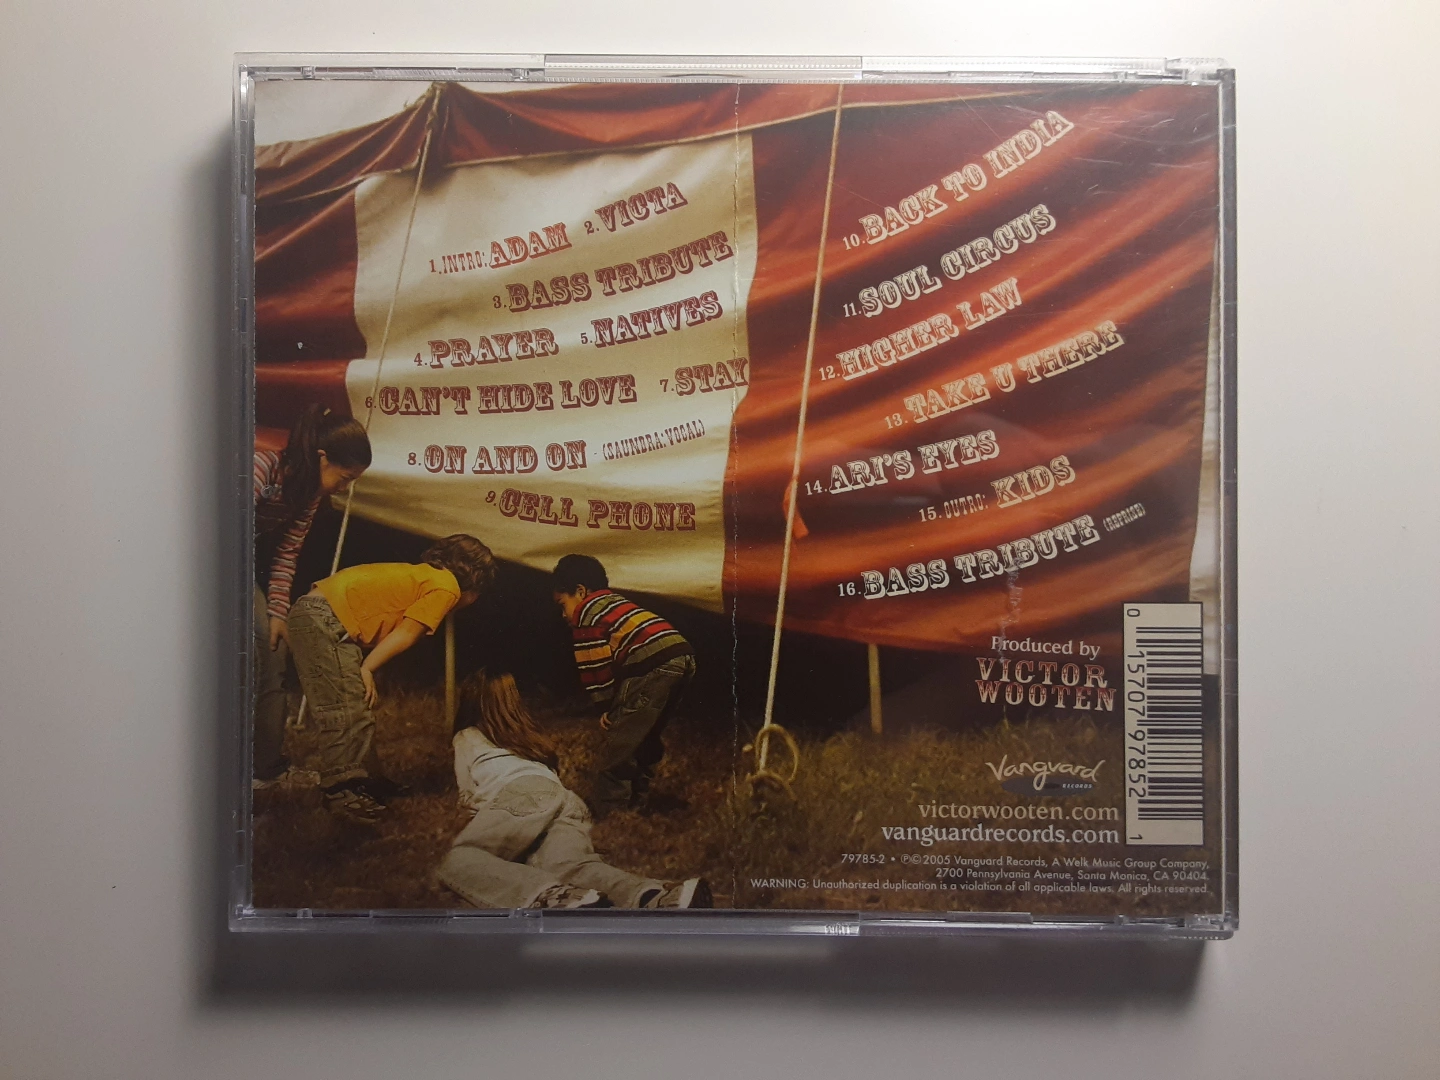 1. INTRO: ADAM 2. VICTA
3. BASS TRIBUTE
4. PRAYER 5. NATIVES
6. CAN'T HIDE LOVE 7. STAY
8. ON AND ON - (SAUNDRA: VOCAL)
9. CELL PHONE
10. BACK TO INDIA
11. SOUL CIRCUS
12. HIGHER LAW
13. TAKE U THERE
14. ARI'S EYES
15. OUTRO: KIDS
16. BASS TRIBUTE (REPRISE)
Produced by
VICTOR
WOOTEN
Vanguard
RECORDS
victorwooten.com
vanguardrecords.com
0 15707 97852 1
79785-2 • ℗©2005 Vanguard Records, A Welk Music Group Company,
2700 Pennsylvania Avenue, Santa Monica, CA 90404.
WARNING: Unauthorized duplication is a violation of all applicable laws. All rights reserved.